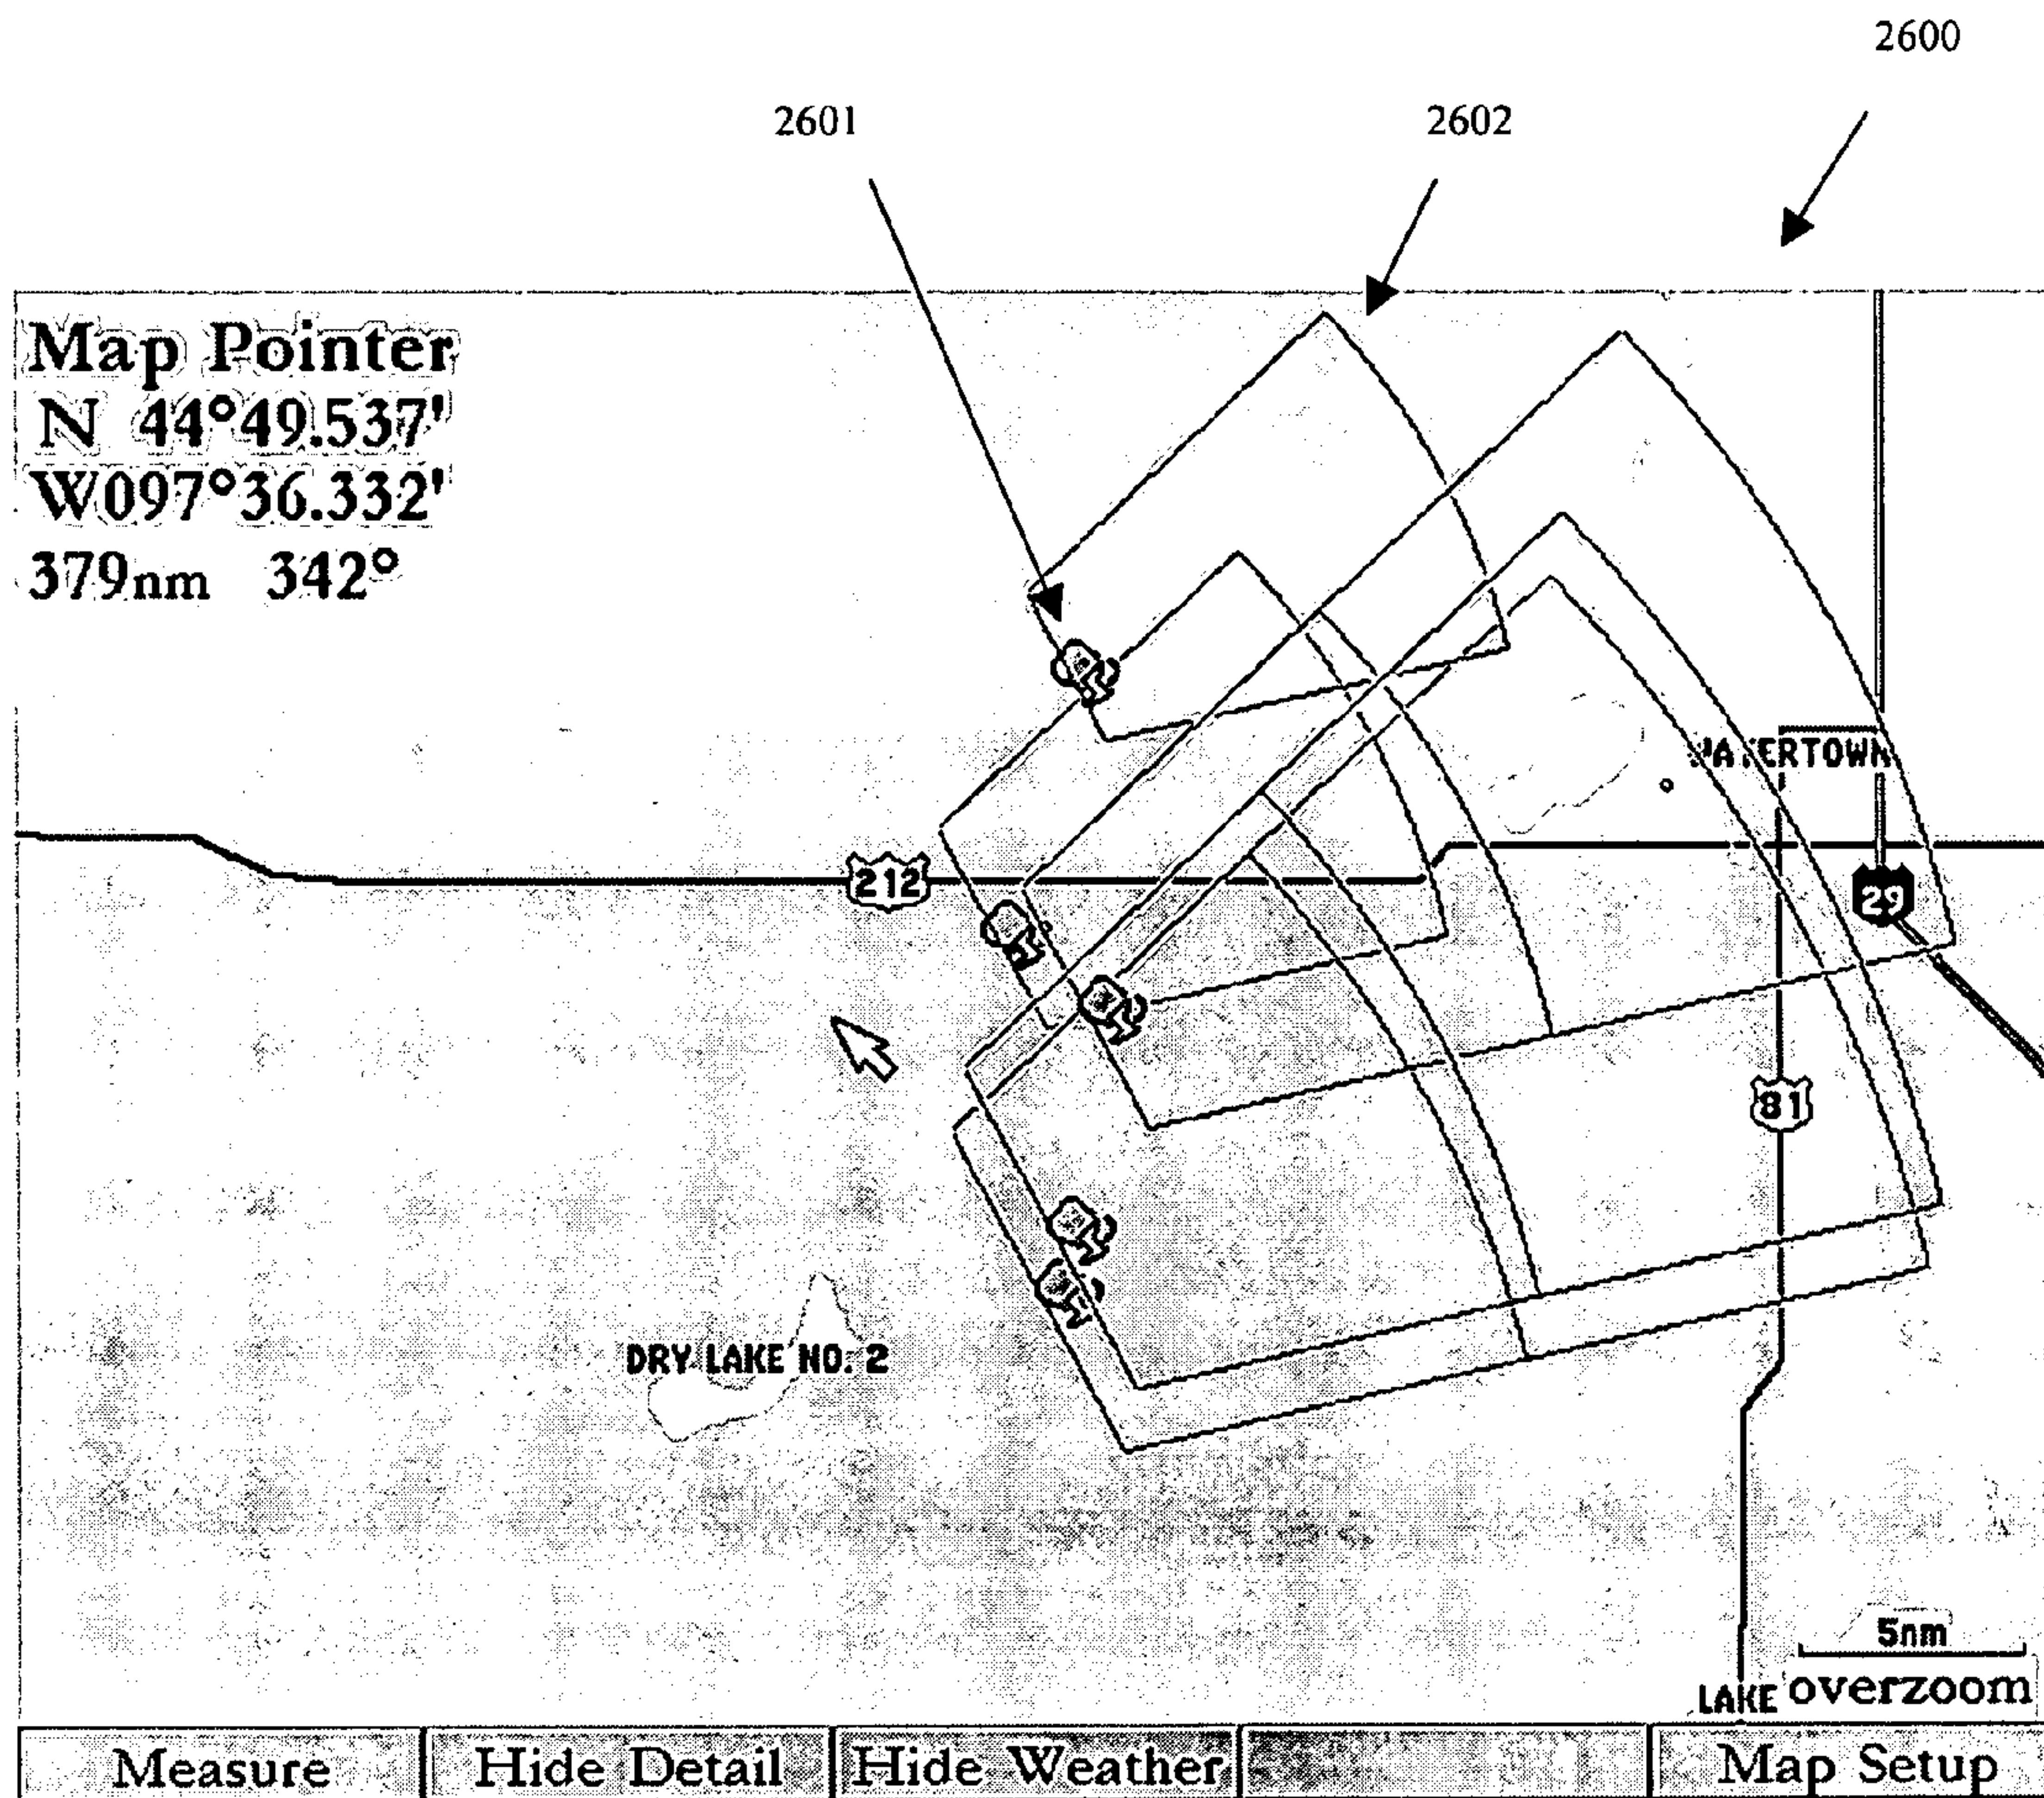 2600
2601
2602
Map Pointer
N 44°49.537'
W097°36.332'
379nm 342°
212
29
81
DRY LAKE NO. 2
5nm
LAKE
overzoom
Measure
Hide Detail
Hide Weather
Map Setup